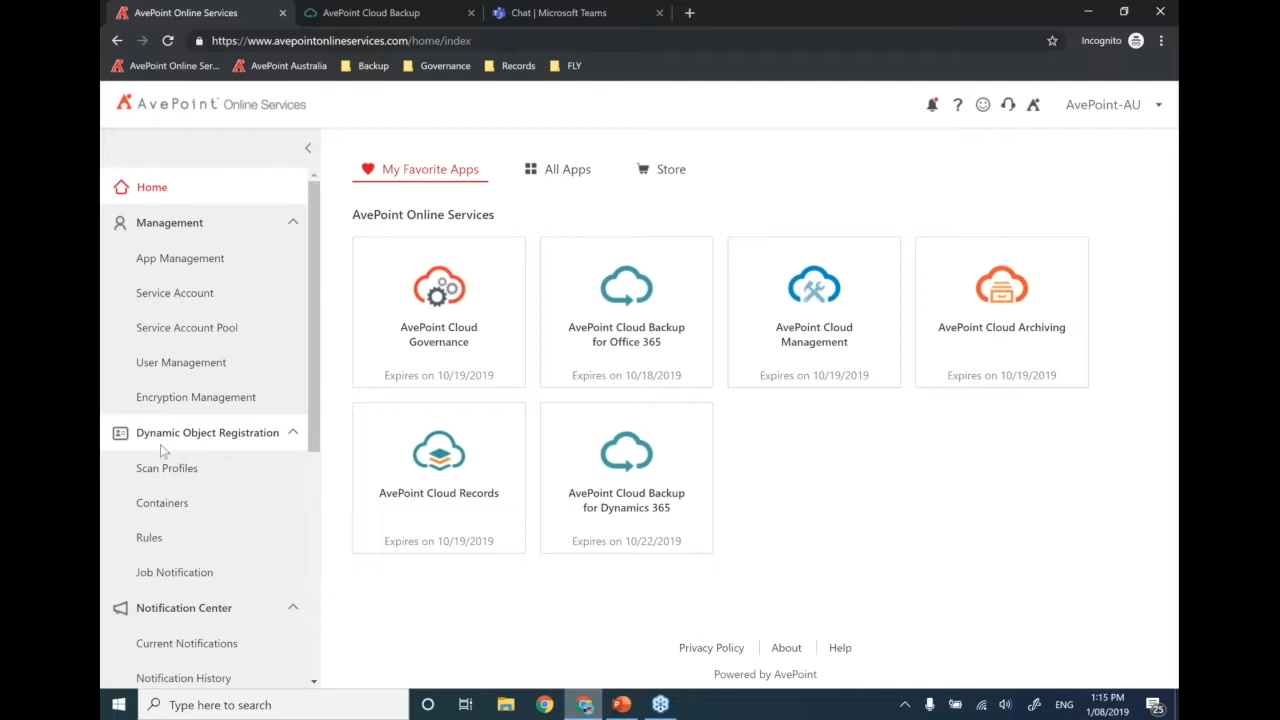 AvePoint Online Services
AvePoint Cloud Backup
Chat | Microsoft Teams
https://www.avepointonlineservices.com/home/index
Incognito
AvePoint Online Ser...
AvePoint Australia
Backup
Governance
Records
FLY
AvePoint Online Services
AvePoint-AU
Home
Management
App Management
Service Account
Service Account Pool
User Management
Encryption Management
Dynamic Object Registration
Scan Profiles
Containers
Rules
Job Notification
Notification Center
Current Notifications
Notification History
My Favorite Apps
All Apps
Store
AvePoint Online Services
AvePoint Cloud
Governance
Expires on 10/19/2019
AvePoint Cloud Backup
for Office 365
Expires on 10/18/2019
AvePoint Cloud
Management
Expires on 10/19/2019
AvePoint Cloud Archiving
Expires on 10/19/2019
AvePoint Cloud Records
Expires on 10/19/2019
AvePoint Cloud Backup
for Dynamics 365
Expires on 10/22/2019
Privacy Policy
About
Help
Powered by AvePoint
Type here to search
ENG
1:15 PM
1/08/2019
25